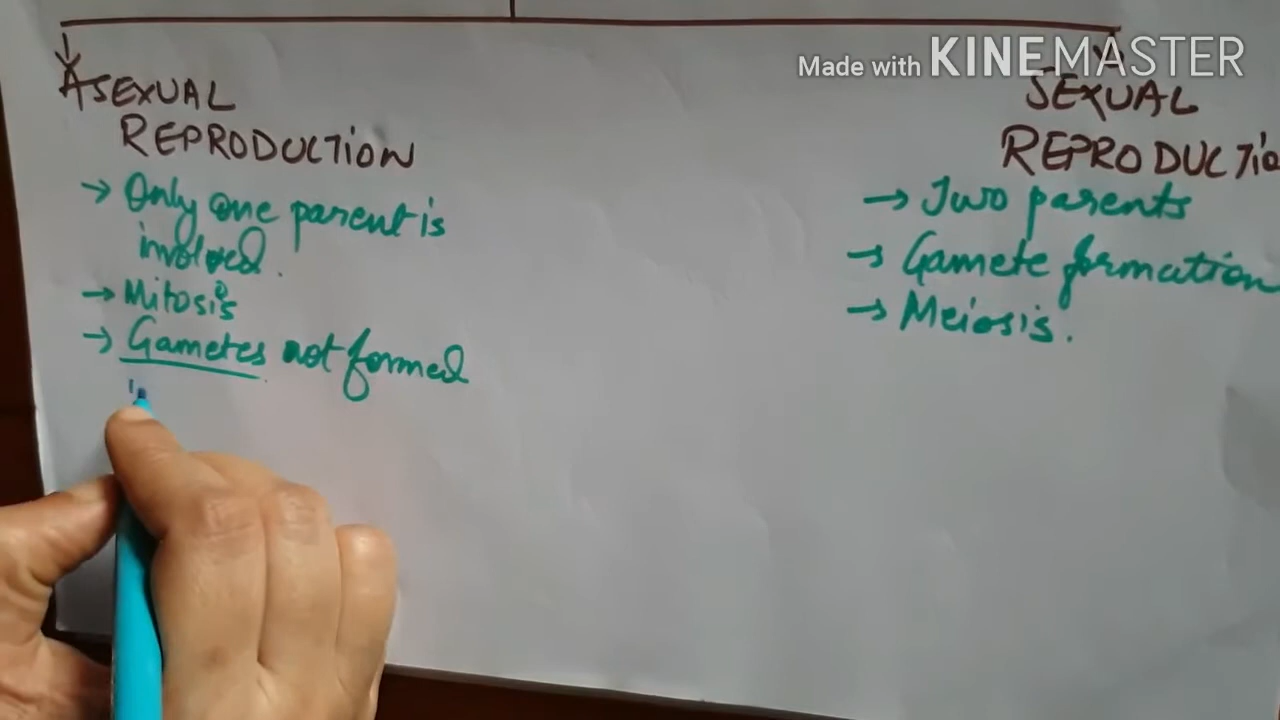 Made with KINEMASTER
ASEXUAL
REPRODUCTION
→ Only one parent is
involved.
→ Mitosis
→ Gametes not formed
SEXUAL
REPRODUCTIO
→ Two parents
→ Gamete formation
→ Meiosis.